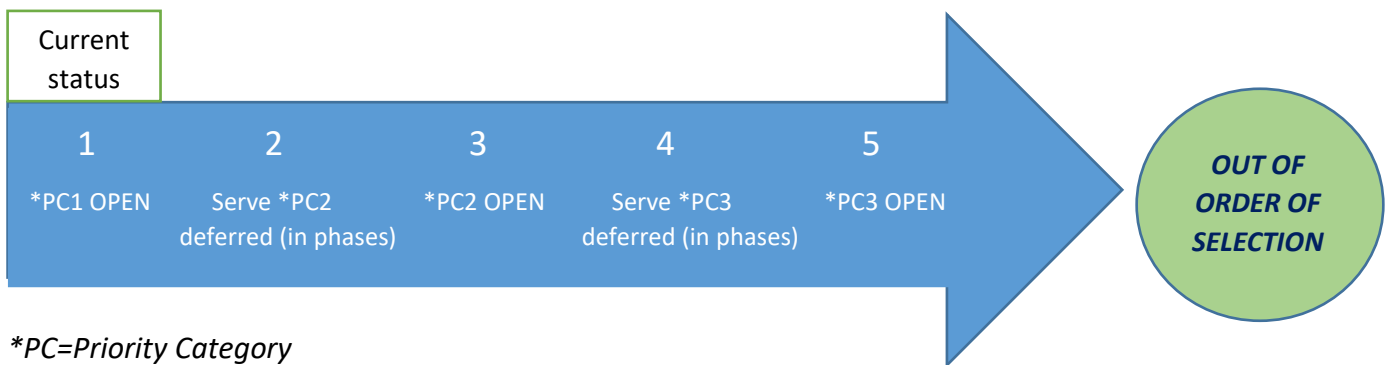 Current
status
1
2
3
4
5
*PC1 OPEN
Serve *PC2
deferred (in phases)
*PC2 OPEN
Serve *PC3
deferred (in phases)
*PC3 OPEN
OUT OF
ORDER OF
SELECTION
*PC=Priority Category